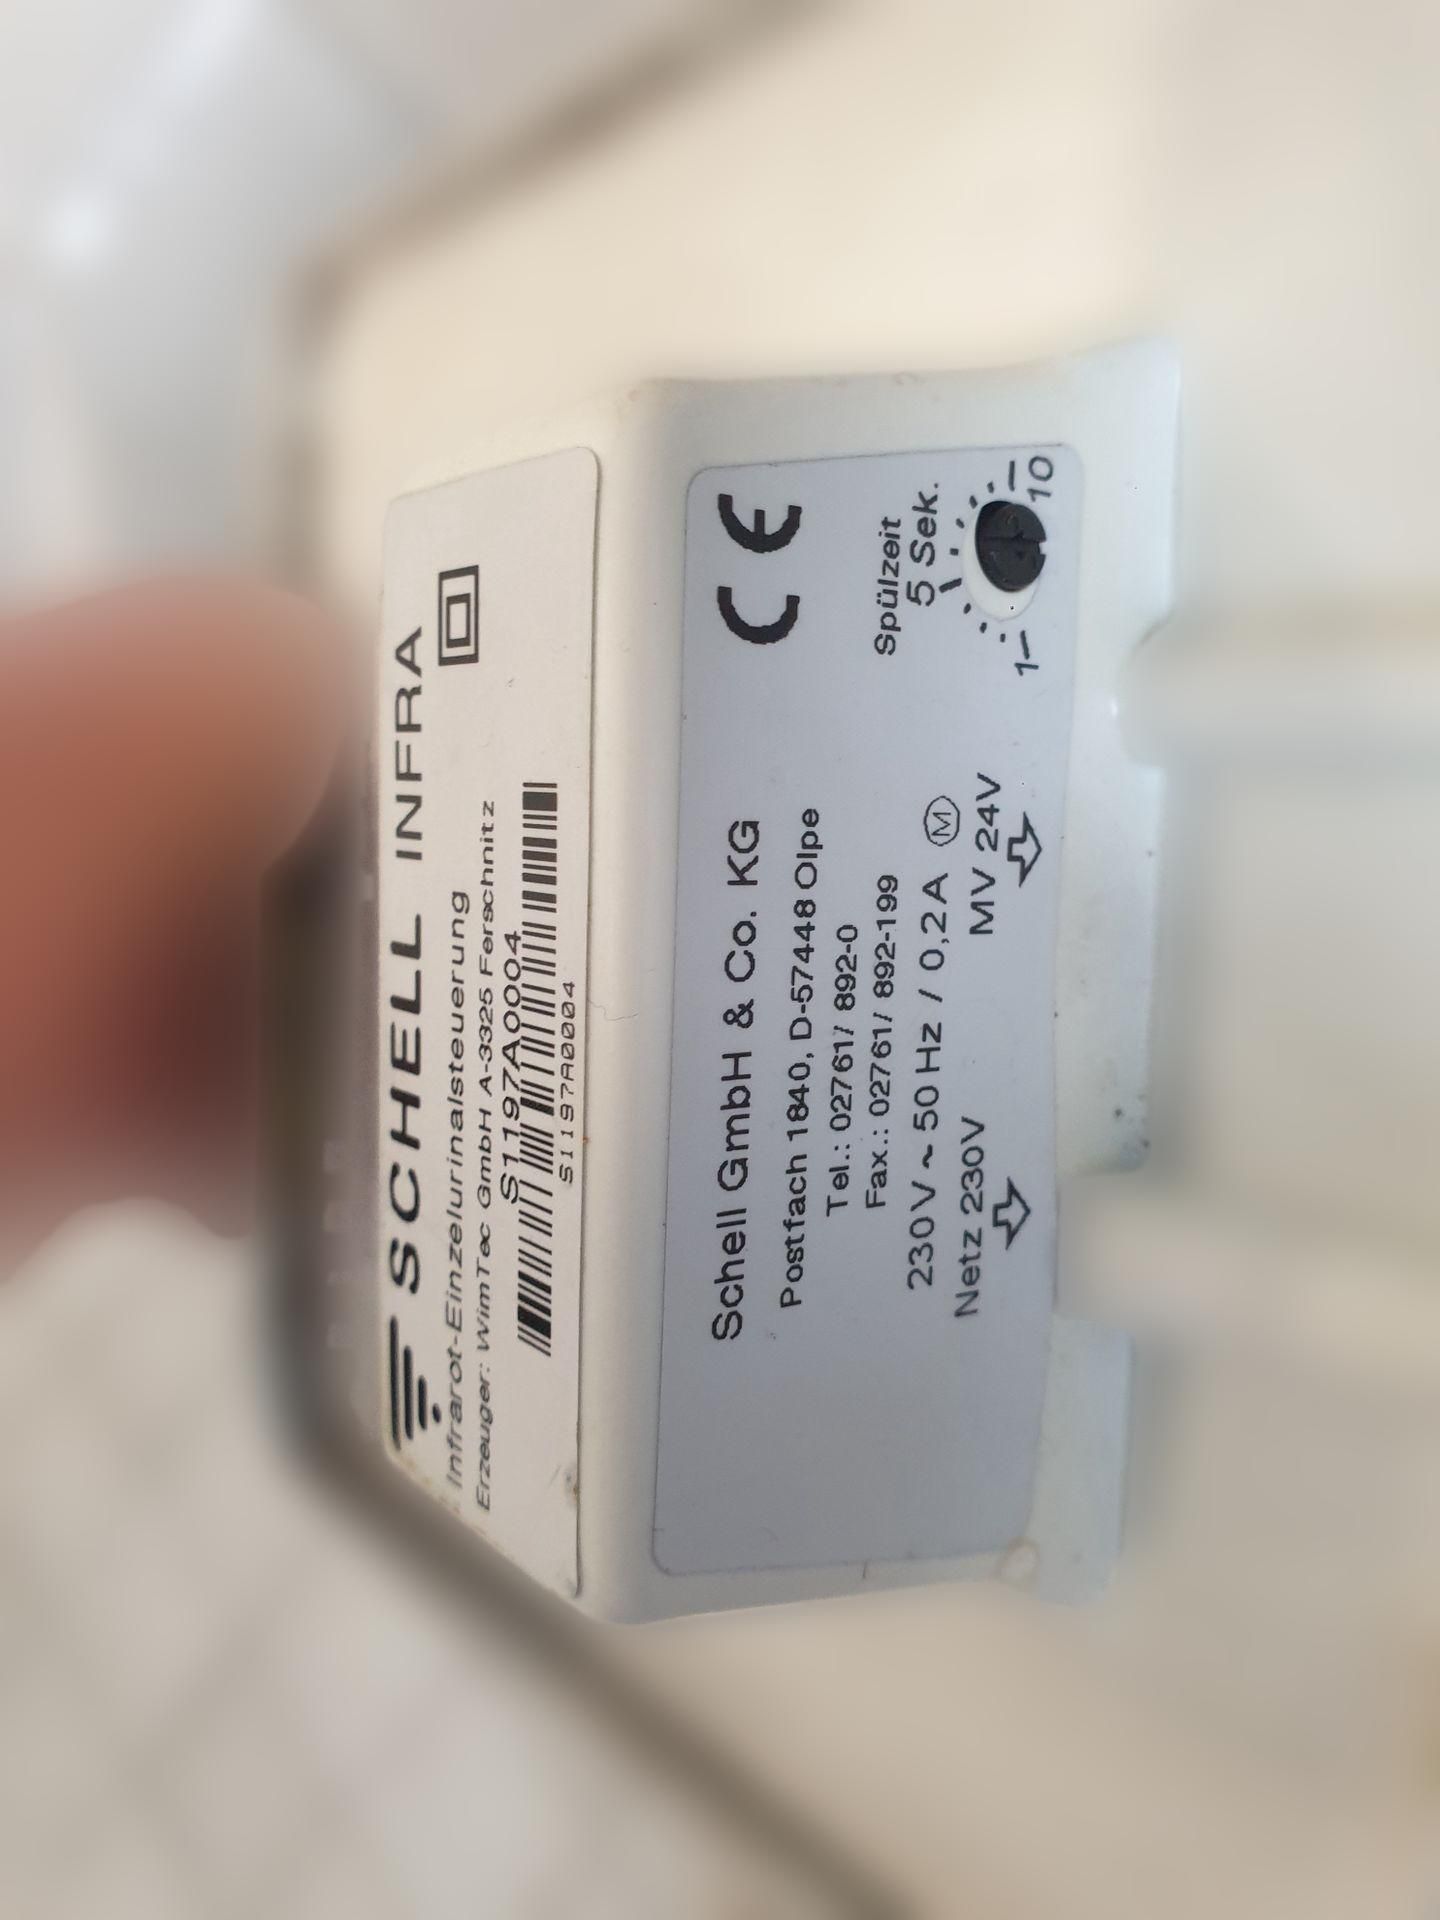 SCHELL INFRA
Infrarot-Einzelurinalsteuerung
Erzeuger: WimTec GmbH A-3325 Ferschnitz
S1197A0004
S1197A0004
CE
Schell GmbH & Co. KG
Postfach 1840, D-57448 Olpe
Tel.: 02761/ 892-0
Fax.: 02761/ 892-199
230V ~ 50 Hz / 0,2A M
Netz 230V
MV 24V
Spülzeit
5 Sek.
1 10